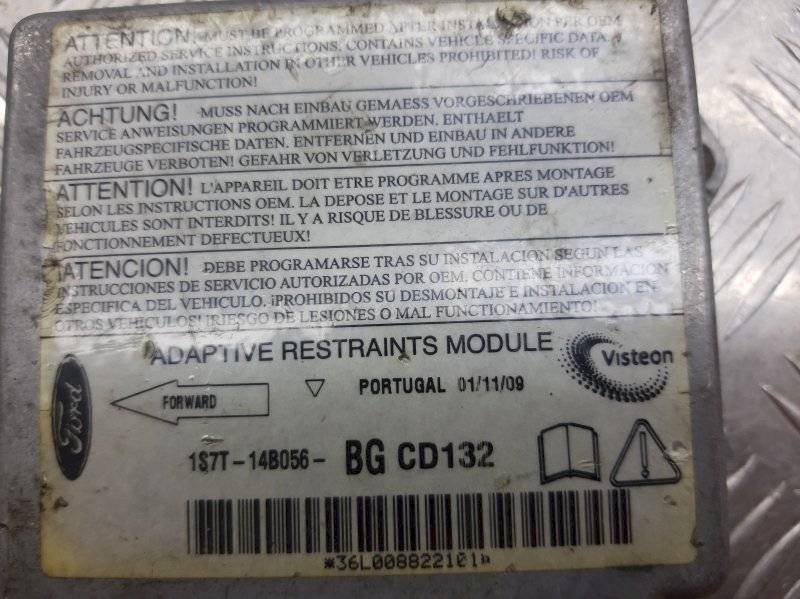 ATTENTION! MUST BE PROGRAMMED AFTER INSTALLATION PER OEM
AUTHORIZED SERVICE INSTRUCTIONS. CONTAINS VEHICLE SPECIFIC DATA.
REMOVAL AND INSTALLATION IN OTHER VEHICLES PROHIBITED! RISK OF
INJURY OR MALFUNCTION!
ACHTUNG! MUSS NACH EINBAU GEMAESS VORGESCHRIEBENEN OEM
SERVICE ANWEISUNGEN PROGRAMMIERT WERDEN, ENTHAELT
FAHRZEUGSPEZIFISCHE DATEN. ENTFERNEN UND EINBAU IN ANDERE
FAHRZEUGE VERBOTEN! GEFAHR VON VERLETZUNG UND FEHLFUNKTION!
ATTENTION! L'APPAREIL DOIT ETRE PROGRAMME APRES MONTAGE
SELON LES INSTRUCTIONS OEM. LA DEPOSE ET LE MONTAGE SUR D'AUTRES
VEHICULES SONT INTERDITS! IL Y A RISQUE DE BLESSURE OU DE
FONCTIONNEMENT DEFECTUEUX!
¡ATENCION! DEBE PROGRAMARSE TRAS SU INSTALACION SEGUN LAS
INSTRUCCIONES DE SERVICIO AUTORIZADAS POR OEM. CONTIENE INFORMACION
ESPECIFICA DEL VEHICULO. ¡PROHIBIDOS SU DESMONTAJE E INSTALACION EN
OTROS VEHICULOS! ¡RIESGO DE LESIONES O MAL FUNCIONAMIENTO!
ADAPTIVE RESTRAINTS MODULE
Visteon
Ford
FORWARD
PORTUGAL 01/11/09
1S7T-14B056- BG CD132
*36L008822101*